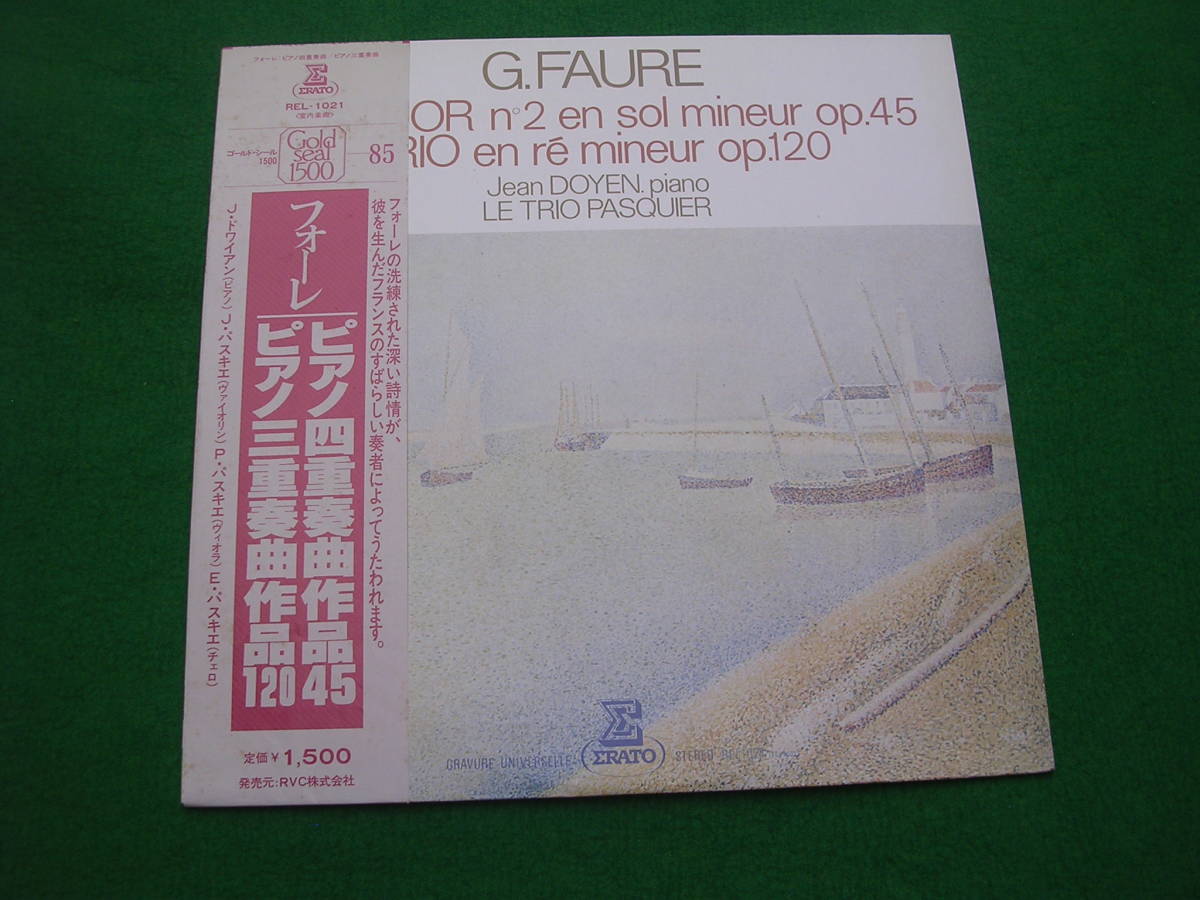 フォーレ/ピアノ四重奏曲/ピアノ三重奏曲
ERATO
REL-1021
〈室内楽㊱〉
ゴールド・シール
1500
Gold
seal
1500
85
フォーレの洗練された深い詩情が、
彼を生んだフランスのすばらしい奏者によってうたわれます。
フォーレ
ピアノ四重奏曲作品45
ピアノ三重奏曲作品120
J・ドワイアン(ピアノ) J・パスキエ(ヴァイオリン) P・パスキエ(ヴィオラ) E・パスキエ(チェロ)
定価¥1,500
発売元:RVC株式会社
G.FAURE
OR n°2 en sol mineur op.45
RIO en ré mineur op.120
Jean DOYEN. piano
LE TRIO PASQUIER
GRAVURE UNIVERSELLE
ERATO
STEREO